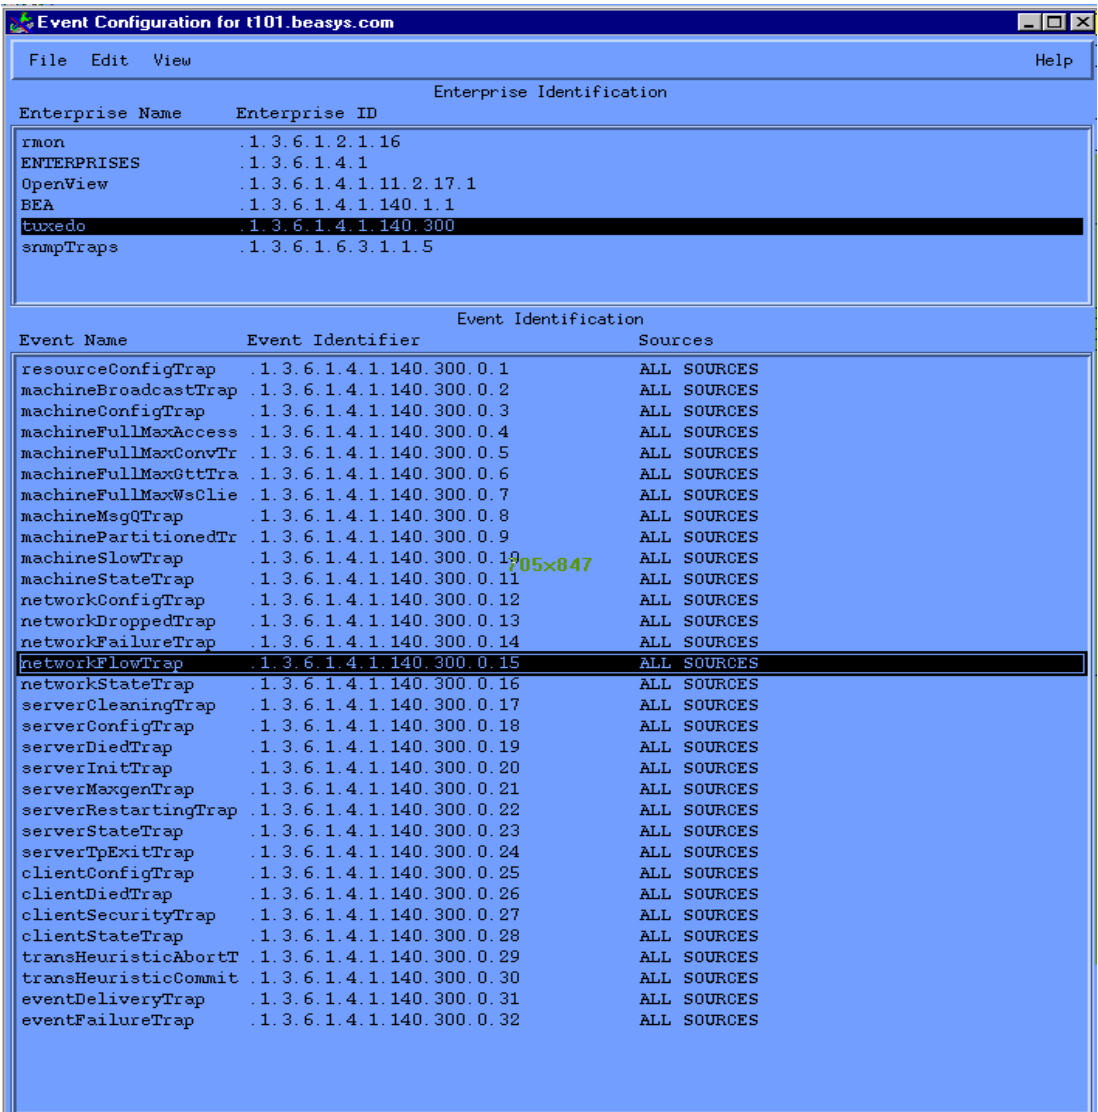 Event Configuration for t101.beasys.com
File Edit View Help
Enterprise Identification
Enterprise Name Enterprise ID
rmon .1.3.6.1.2.1.16
ENTERPRISES .1.3.6.1.4.1
OpenView .1.3.6.1.4.1.11.2.17.1
BEA .1.3.6.1.4.1.140.1.1
tuxedo .1.3.6.1.4.1.140.300
snmpTraps .1.3.6.1.6.3.1.1.5
Event Identification
Event Name Event Identifier Sources
resourceConfigTrap .1.3.6.1.4.1.140.300.0.1 ALL SOURCES
machineBroadcastTrap .1.3.6.1.4.1.140.300.0.2 ALL SOURCES
machineConfigTrap .1.3.6.1.4.1.140.300.0.3 ALL SOURCES
machineFullMaxAccess .1.3.6.1.4.1.140.300.0.4 ALL SOURCES
machineFullMaxConvTr .1.3.6.1.4.1.140.300.0.5 ALL SOURCES
machineFullMaxGttTra .1.3.6.1.4.1.140.300.0.6 ALL SOURCES
machineFullMaxWsClie .1.3.6.1.4.1.140.300.0.7 ALL SOURCES
machineMsgQTrap .1.3.6.1.4.1.140.300.0.8 ALL SOURCES
machinePartitionedTr .1.3.6.1.4.1.140.300.0.9 ALL SOURCES
machineSlowTrap .1.3.6.1.4.1.140.300.0.10 ALL SOURCES
705×847
machineStateTrap .1.3.6.1.4.1.140.300.0.11 ALL SOURCES
networkConfigTrap .1.3.6.1.4.1.140.300.0.12 ALL SOURCES
networkDroppedTrap .1.3.6.1.4.1.140.300.0.13 ALL SOURCES
networkFailureTrap .1.3.6.1.4.1.140.300.0.14 ALL SOURCES
networkFlowTrap .1.3.6.1.4.1.140.300.0.15 ALL SOURCES
networkStateTrap .1.3.6.1.4.1.140.300.0.16 ALL SOURCES
serverCleaningTrap .1.3.6.1.4.1.140.300.0.17 ALL SOURCES
serverConfigTrap .1.3.6.1.4.1.140.300.0.18 ALL SOURCES
serverDiedTrap .1.3.6.1.4.1.140.300.0.19 ALL SOURCES
serverInitTrap .1.3.6.1.4.1.140.300.0.20 ALL SOURCES
serverMaxgenTrap .1.3.6.1.4.1.140.300.0.21 ALL SOURCES
serverRestartingTrap .1.3.6.1.4.1.140.300.0.22 ALL SOURCES
serverStateTrap .1.3.6.1.4.1.140.300.0.23 ALL SOURCES
serverTpExitTrap .1.3.6.1.4.1.140.300.0.24 ALL SOURCES
clientConfigTrap .1.3.6.1.4.1.140.300.0.25 ALL SOURCES
clientDiedTrap .1.3.6.1.4.1.140.300.0.26 ALL SOURCES
clientSecurityTrap .1.3.6.1.4.1.140.300.0.27 ALL SOURCES
clientStateTrap .1.3.6.1.4.1.140.300.0.28 ALL SOURCES
transHeuristicAbortT .1.3.6.1.4.1.140.300.0.29 ALL SOURCES
transHeuristicCommit .1.3.6.1.4.1.140.300.0.30 ALL SOURCES
eventDeliveryTrap .1.3.6.1.4.1.140.300.0.31 ALL SOURCES
eventFailureTrap .1.3.6.1.4.1.140.300.0.32 ALL SOURCES